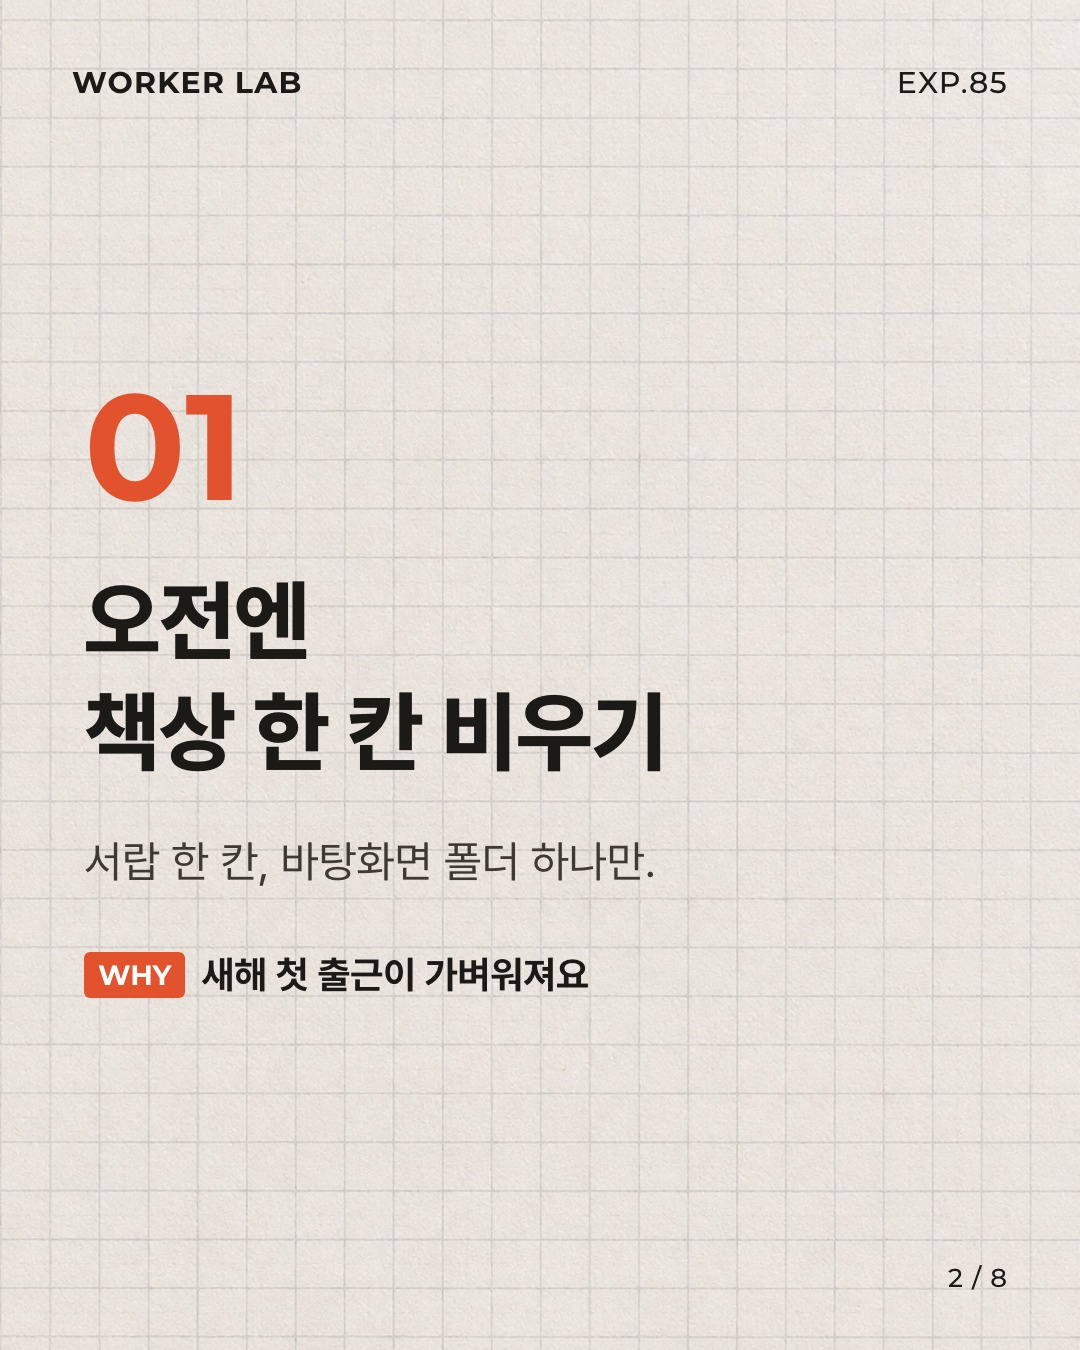 WORKER LAB
EXP.85
01
오전엔
책상 한 칸 비우기
서랍 한 칸, 바탕화면 폴더 하나만.
WHY 새해 첫 출근이 가벼워져요
2 / 8